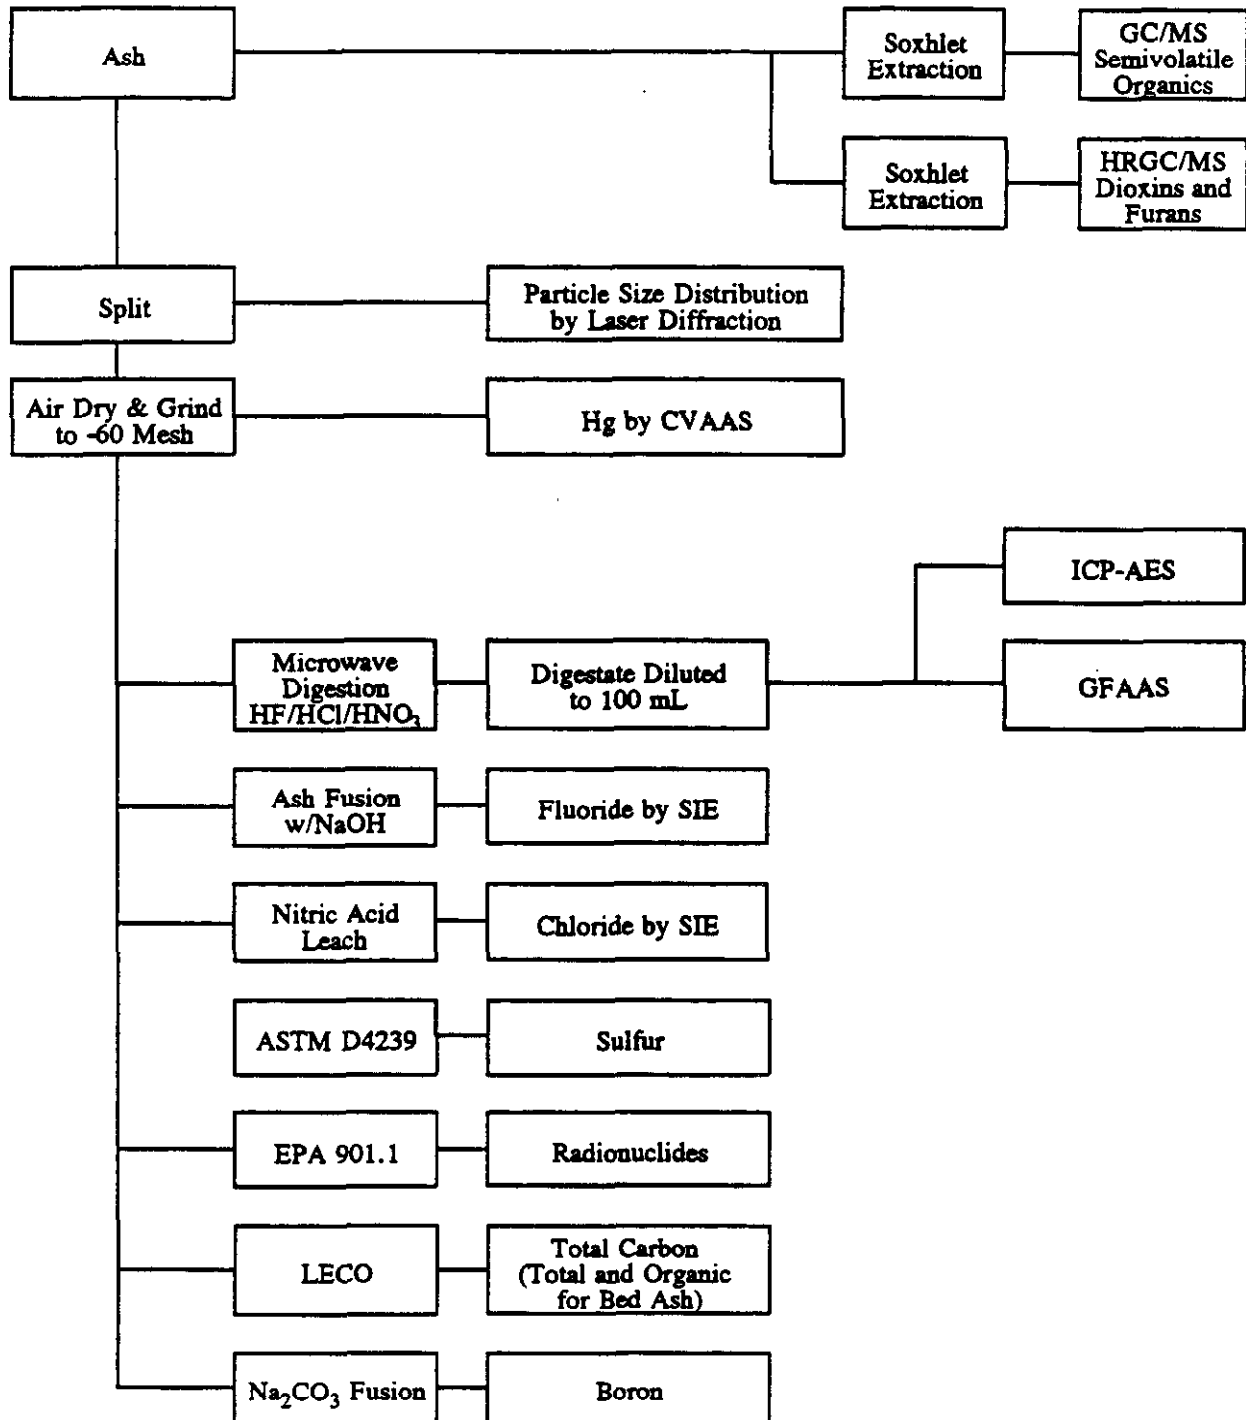 Ash
Soxhlet
Extraction
GC/MS
Semivolatile
Organics
Soxhlet
Extraction
HRGC/MS
Dioxins and
Furans
Split
Particle Size Distribution
by Laser Diffraction
Air Dry & Grind
to -60 Mesh
Hg by CVAAS
ICP-AES
Microwave
Digestion
HF/HCl/HNO₃
Digestate Diluted
to 100 mL
GFAAS
Ash Fusion
w/NaOH
Fluoride by SIE
Nitric Acid
Leach
Chloride by SIE
ASTM D4239
Sulfur
EPA 901.1
Radionuclides
LECO
Total Carbon
(Total and Organic
for Bed Ash)
Na₂CO₃ Fusion
Boron